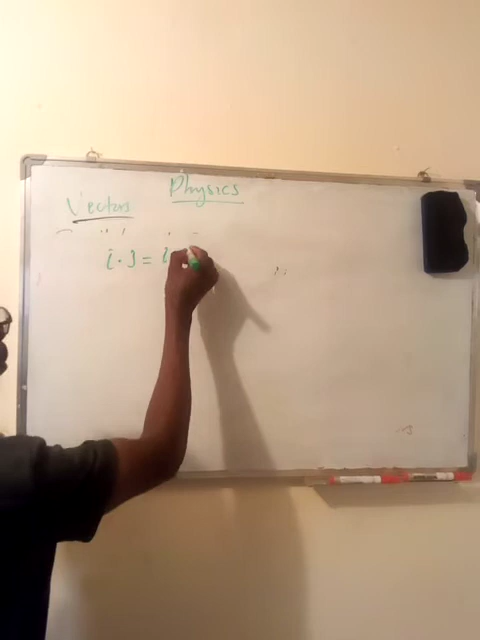 Physics
Vectors
i · j = i